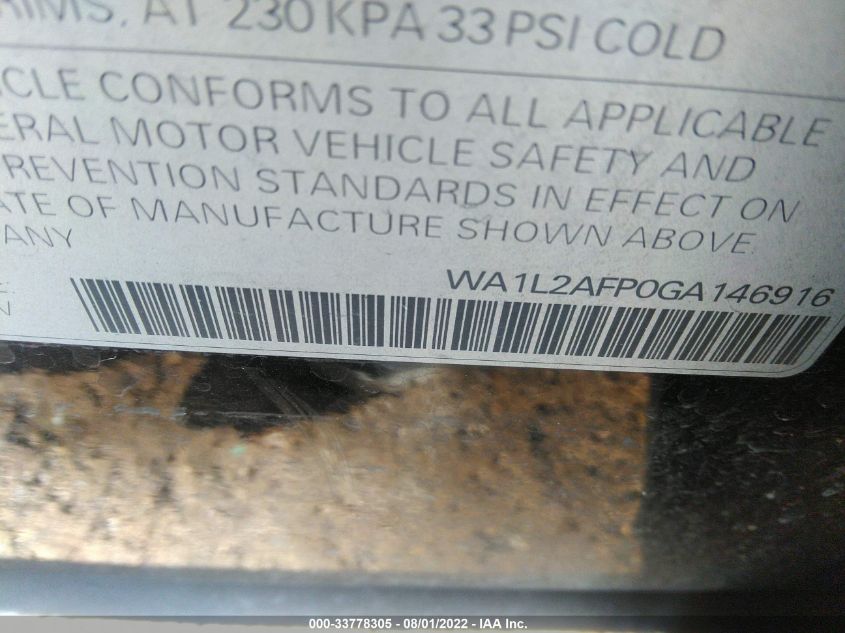 RIMS, AT 230 KPA 33 PSI COLD
CLE CONFORMS TO ALL APPLICABLE
ERAL MOTOR VEHICLE SAFETY AND
REVENTION STANDARDS IN EFFECT ON
ATE OF MANUFACTURE SHOWN ABOVE.
ANY
WA1L2AFP0GA146916
000-33778305 - 08/01/2022 - IAA Inc.